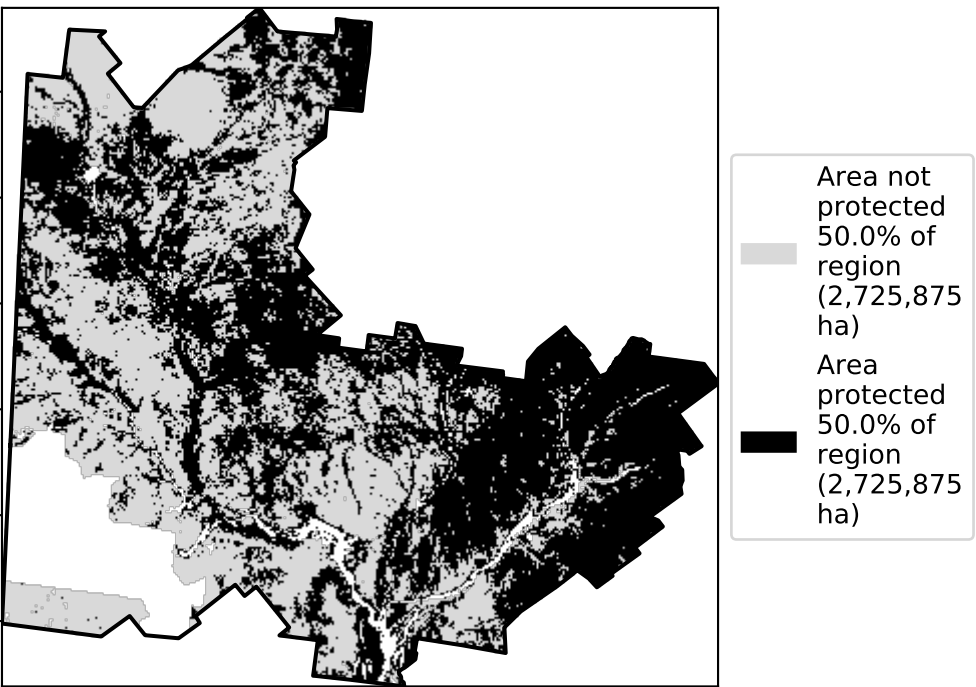 Area not
protected
50.0% of
region
(2,725,875
ha)
Area
protected
50.0% of
region
(2,725,875
ha)